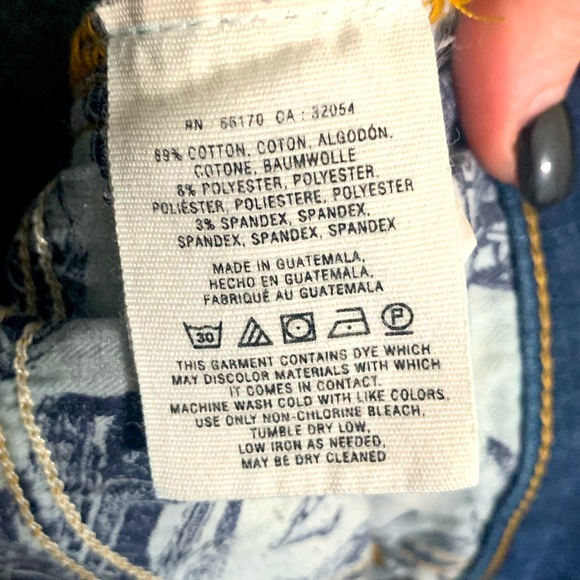 RN 66170 CA : 32054
89% COTTON, COTON, ALGODÓN,
COTONE, BAUMWOLLE
8% POLYESTER, POLYESTER,
POLIÉSTER, POLIESTERE, POLYESTER
3% SPANDEX, SPANDEX,
SPANDEX, SPANDEX, SPANDEX
MADE IN GUATEMALA,
HECHO EN GUATEMALA,
FABRIQUÉ AU GUATEMALA
30 P
THIS GARMENT CONTAINS DYE WHICH
MAY DISCOLOR MATERIALS WITH WHICH
IT COMES IN CONTACT.
MACHINE WASH COLD WITH LIKE COLORS,
USE ONLY NON-CHLORINE BLEACH,
TUMBLE DRY LOW,
LOW IRON AS NEEDED,
MAY BE DRY CLEANED